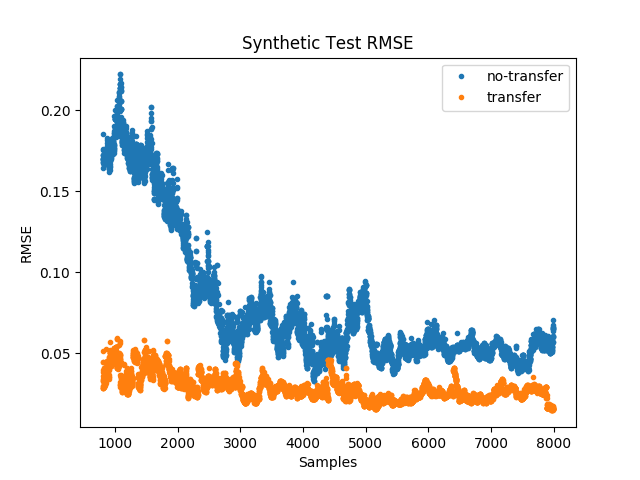 Synthetic Test RMSE
no-transfer
transfer
0.20
0.15
0.10
0.05
RMSE
1000 2000 3000 4000 5000 6000 7000 8000
Samples